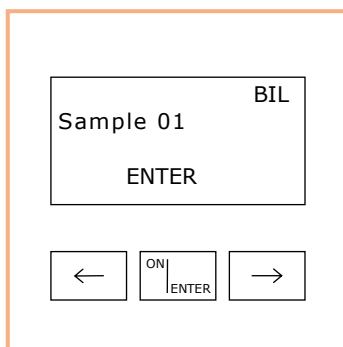 BIL
Sample 01
ENTER
← ON ENTER →